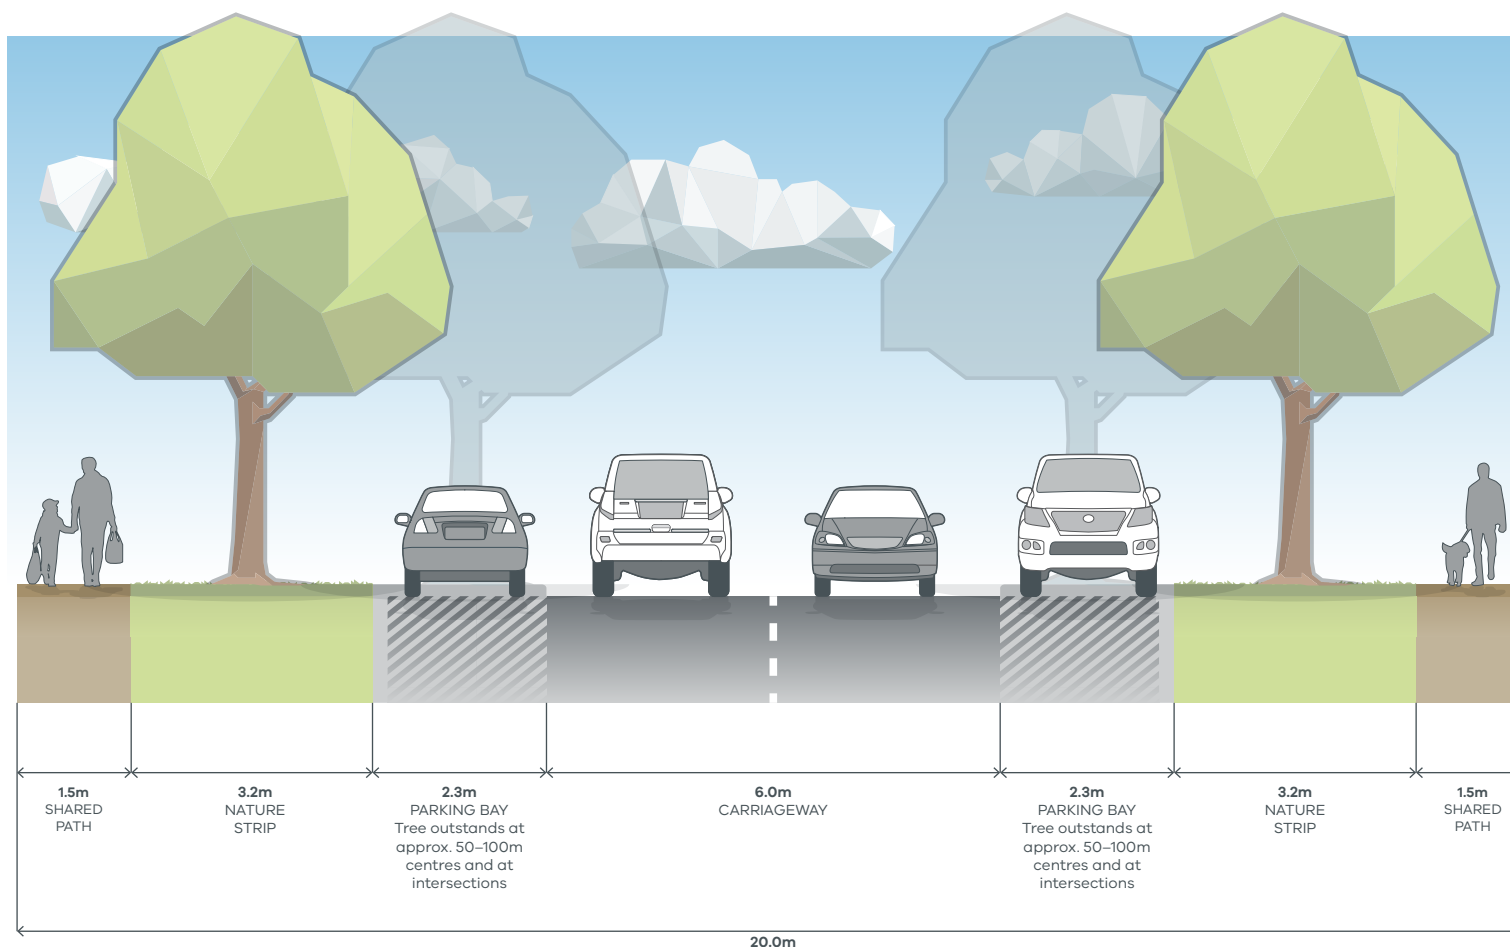 1.5m
SHARED
PATH
3.2m
NATURE
STRIP
2.3m
PARKING BAY
Tree outstands at
approx. 50–100m
centres and at
intersections
6.0m
CARRIAGEWAY
2.3m
PARKING BAY
Tree outstands at
approx. 50–100m
centres and at
intersections
3.2m
NATURE
STRIP
1.5m
SHARED
PATH
20.0m